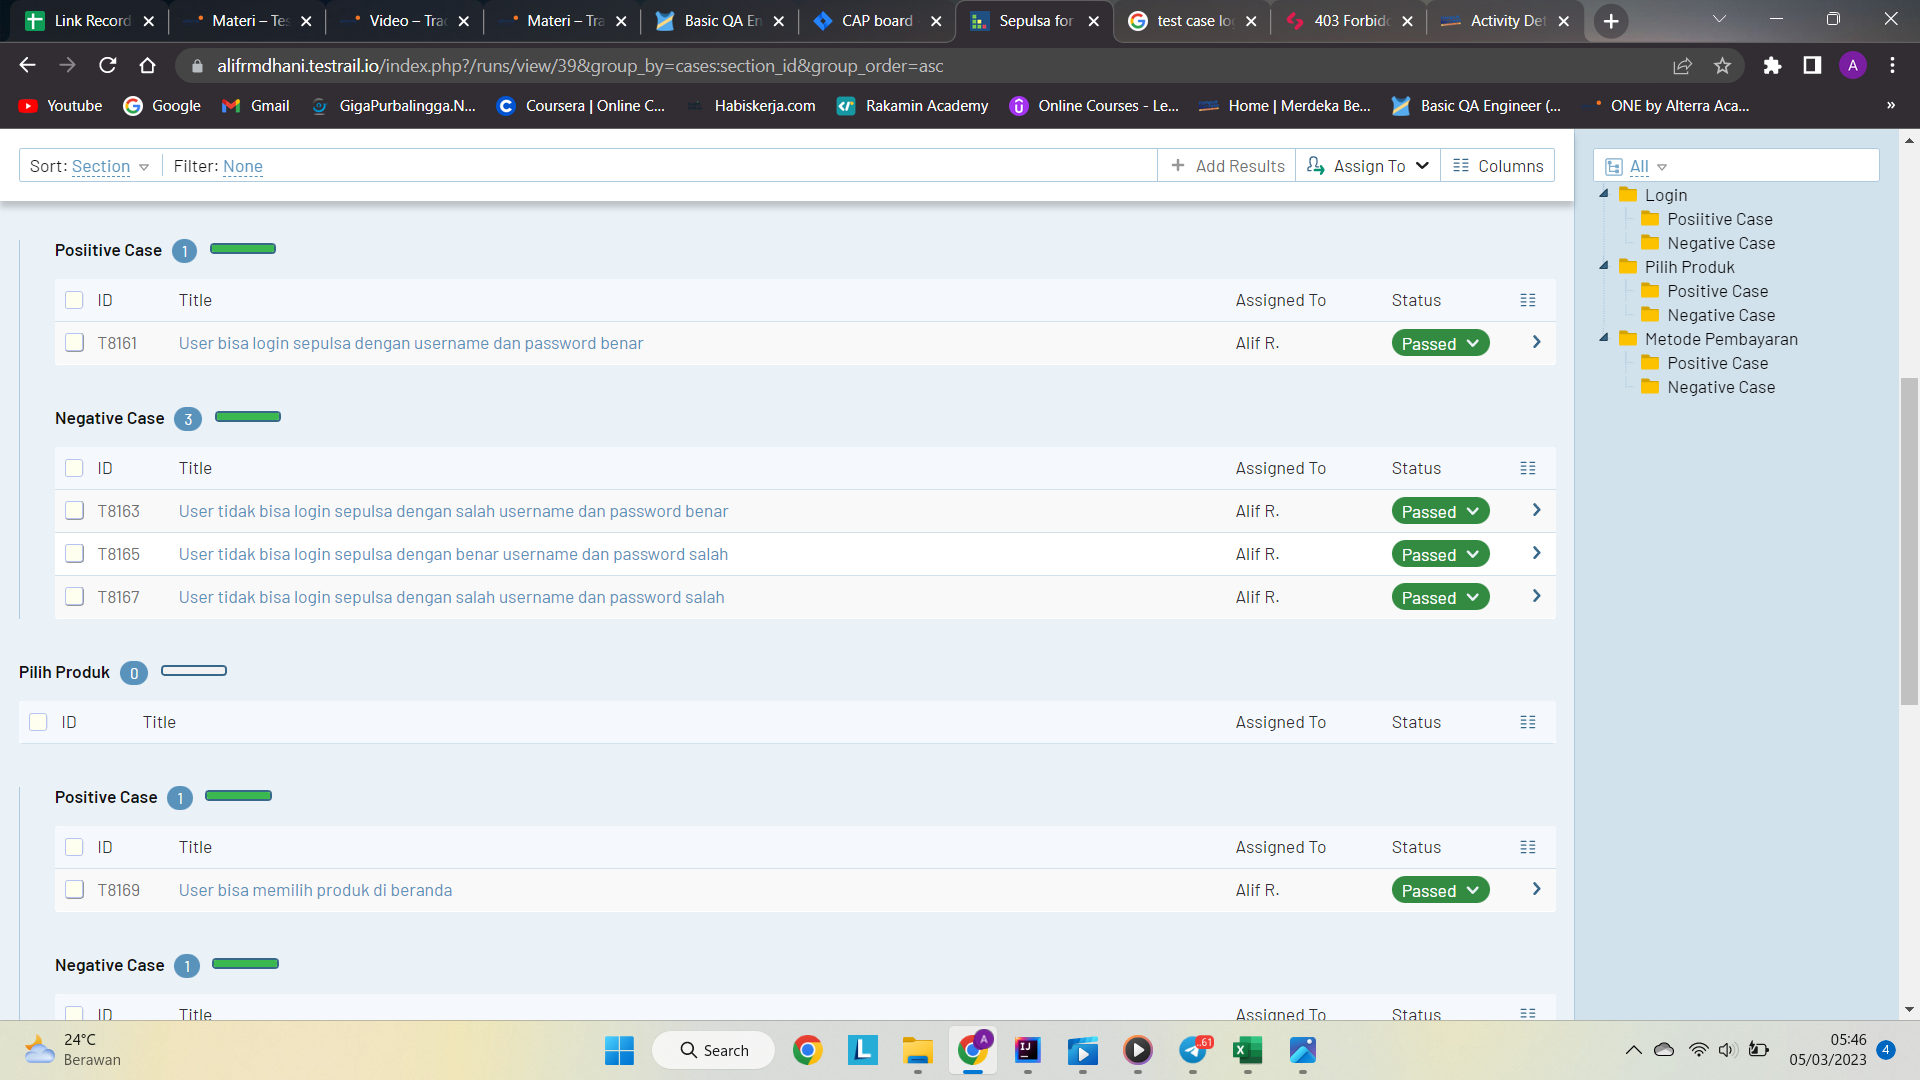 Link Record
Materi – Tes
Video – Trac
Materi – Tra
Basic QA En
CAP board
Sepulsa for
test case lo
403 Forbidd
Activity Det
alifrmdhani.testrail.io/index.php?/runs/view/39&group_by=cases:section_id&group_order=asc
A
Youtube
Google
Gmail
GigaPurbalingga.N...
Coursera | Online C...
Habiskerja.com
Rakamin Academy
Online Courses - Le...
Home | Merdeka Be...
Basic QA Engineer (...
ONE by Alterra Aca...
»
Sort: Section
Filter: None
Add Results
Assign To
Columns
Posiitive Case 1
ID Title Assigned To Status
T8161 User bisa login sepulsa dengan username dan password benar Alif R. Passed
Negative Case 3
ID Title Assigned To Status
T8163 User tidak bisa login sepulsa dengan salah username dan password benar Alif R. Passed
T8165 User tidak bisa login sepulsa dengan benar username dan password salah Alif R. Passed
T8167 User tidak bisa login sepulsa dengan salah username dan password salah Alif R. Passed
Pilih Produk 0
ID Title Assigned To Status
Positive Case 1
ID Title Assigned To Status
T8169 User bisa memilih produk di beranda Alif R. Passed
Negative Case 1
ID Title Assigned To Status
All
Login
Posiitive Case
Negative Case
Pilih Produk
Positive Case
Negative Case
Metode Pembayaran
Positive Case
Negative Case
24°C
Berawan
Search
L
A
IJ
..61
05:46
05/03/2023
4